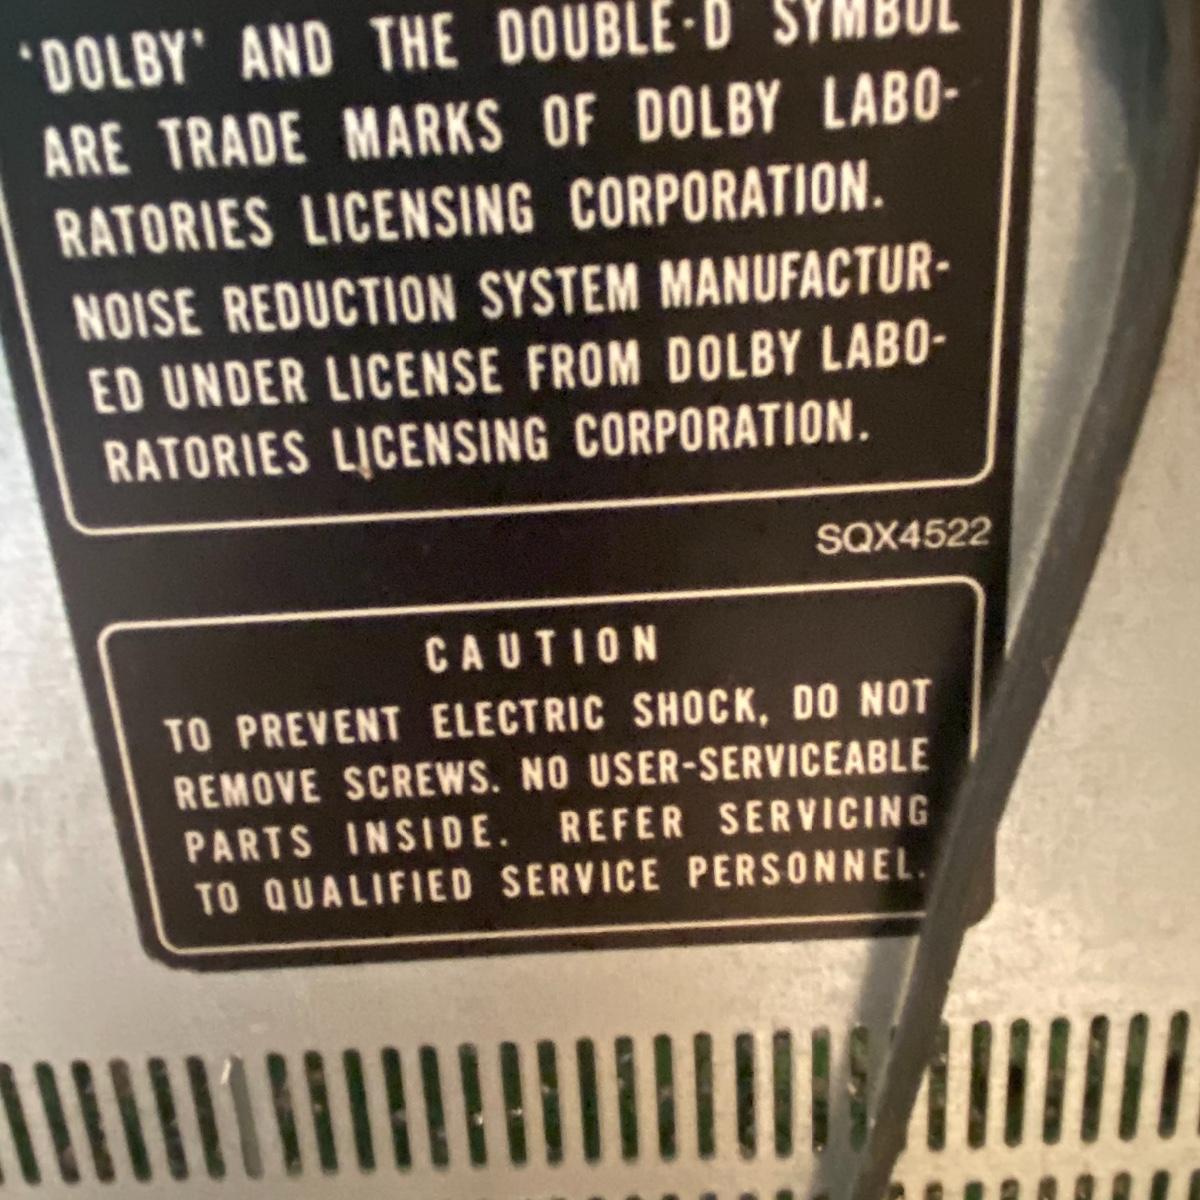 'DOLBY' AND THE DOUBLE-D SYMBOL
ARE TRADE MARKS OF DOLBY LABO-
RATORIES LICENSING CORPORATION.
NOISE REDUCTION SYSTEM MANUFACTUR-
ED UNDER LICENSE FROM DOLBY LABO-
RATORIES LICENSING CORPORATION.
SQX4522
CAUTION
TO PREVENT ELECTRIC SHOCK, DO NOT
REMOVE SCREWS. NO USER-SERVICEABLE
PARTS INSIDE. REFER SERVICING
TO QUALIFIED SERVICE PERSONNEL.